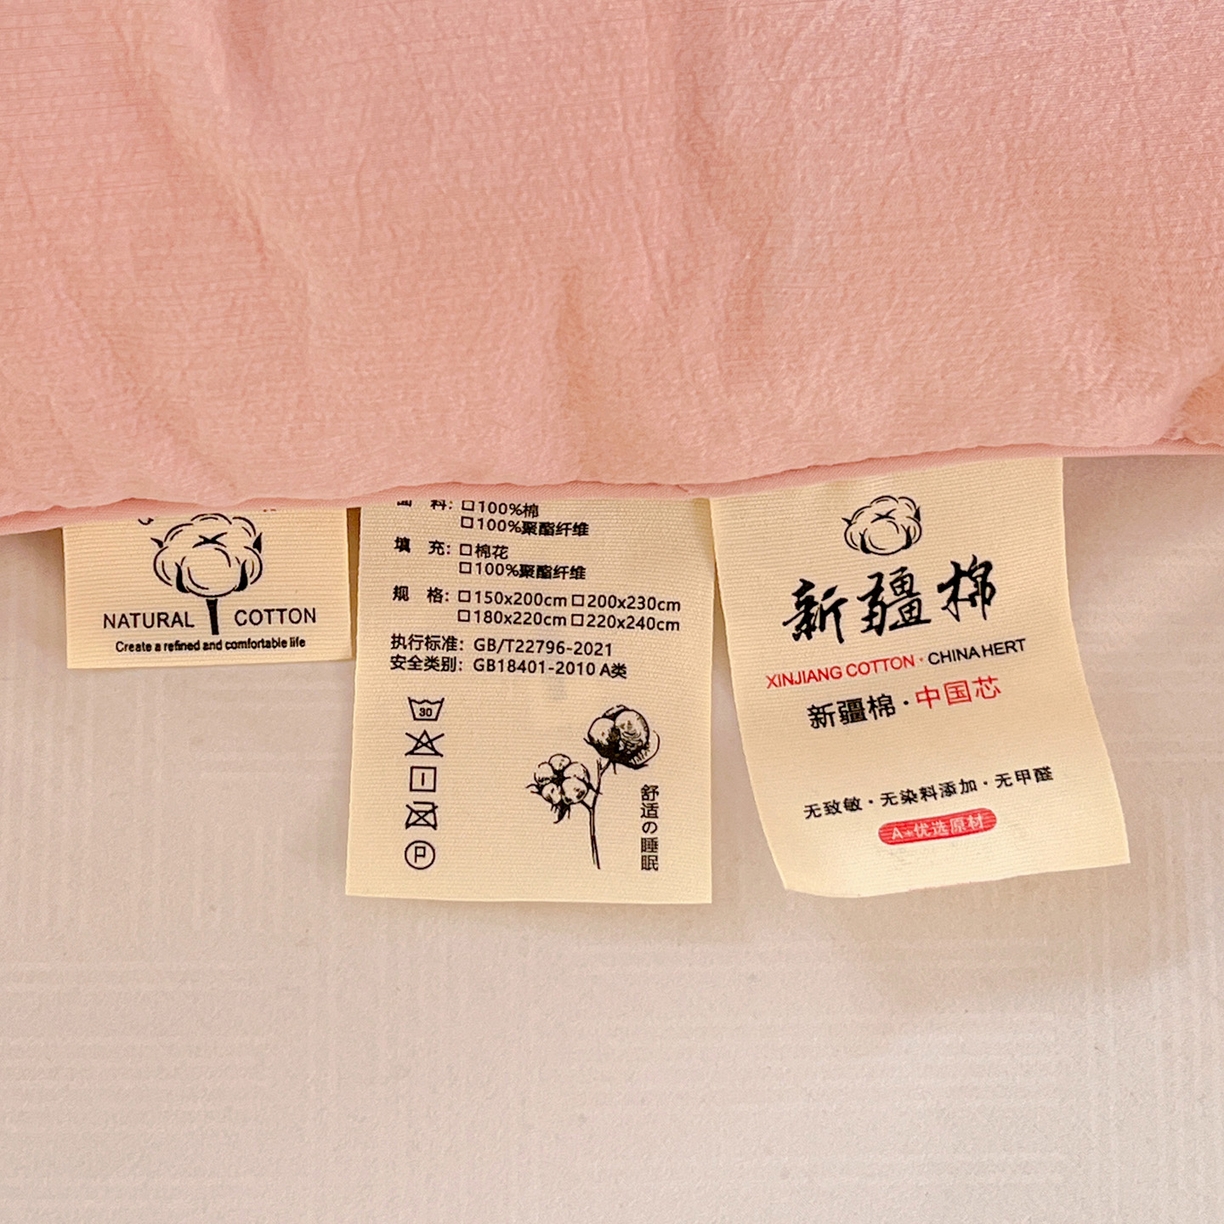 NATURAL COTTON
Create a refined and comfortable life
面 料: □100%棉
□100%聚酯纤维
填 充: □棉花
□100%聚酯纤维
规 格: □150x200cm □200x230cm
□180x220cm □220x240cm
执行标准: GB/T22796-2021
安全类别: GB18401-2010 A类
30
P
舒适の睡眠
新疆棉
XINJIANG COTTON · CHINA HERT
新疆棉·中国芯
无致敏·无染料添加·无甲醛
A+优选原材